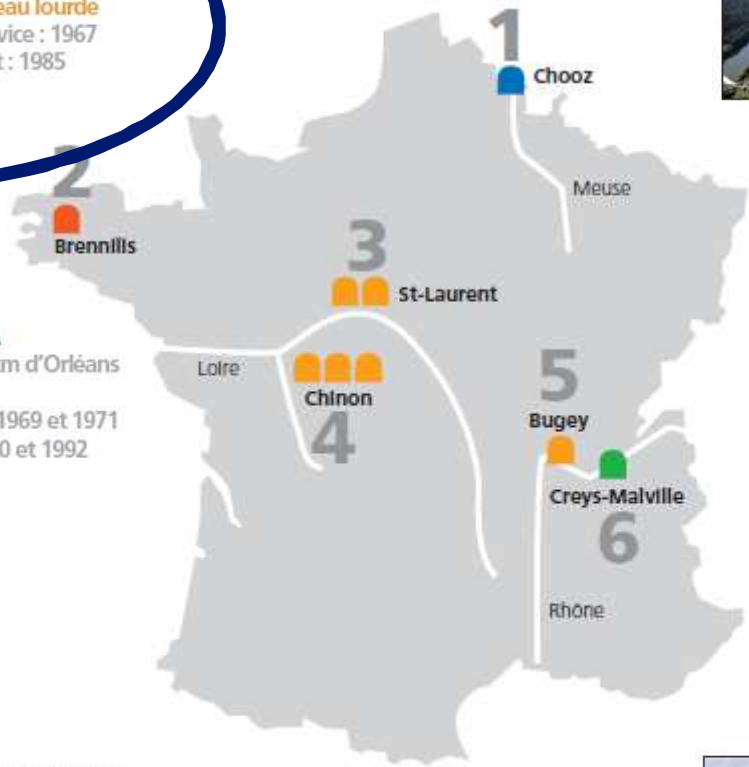 eau lourde
vice : 1967
t : 1985
1
Chooz
Meuse
2
Brennilis
3
St-Laurent
m d'Orléans
1969 et 1971
0 et 1992
Loire
Chinon
4
5
Bugey
Creys-Malville
6
Rhône